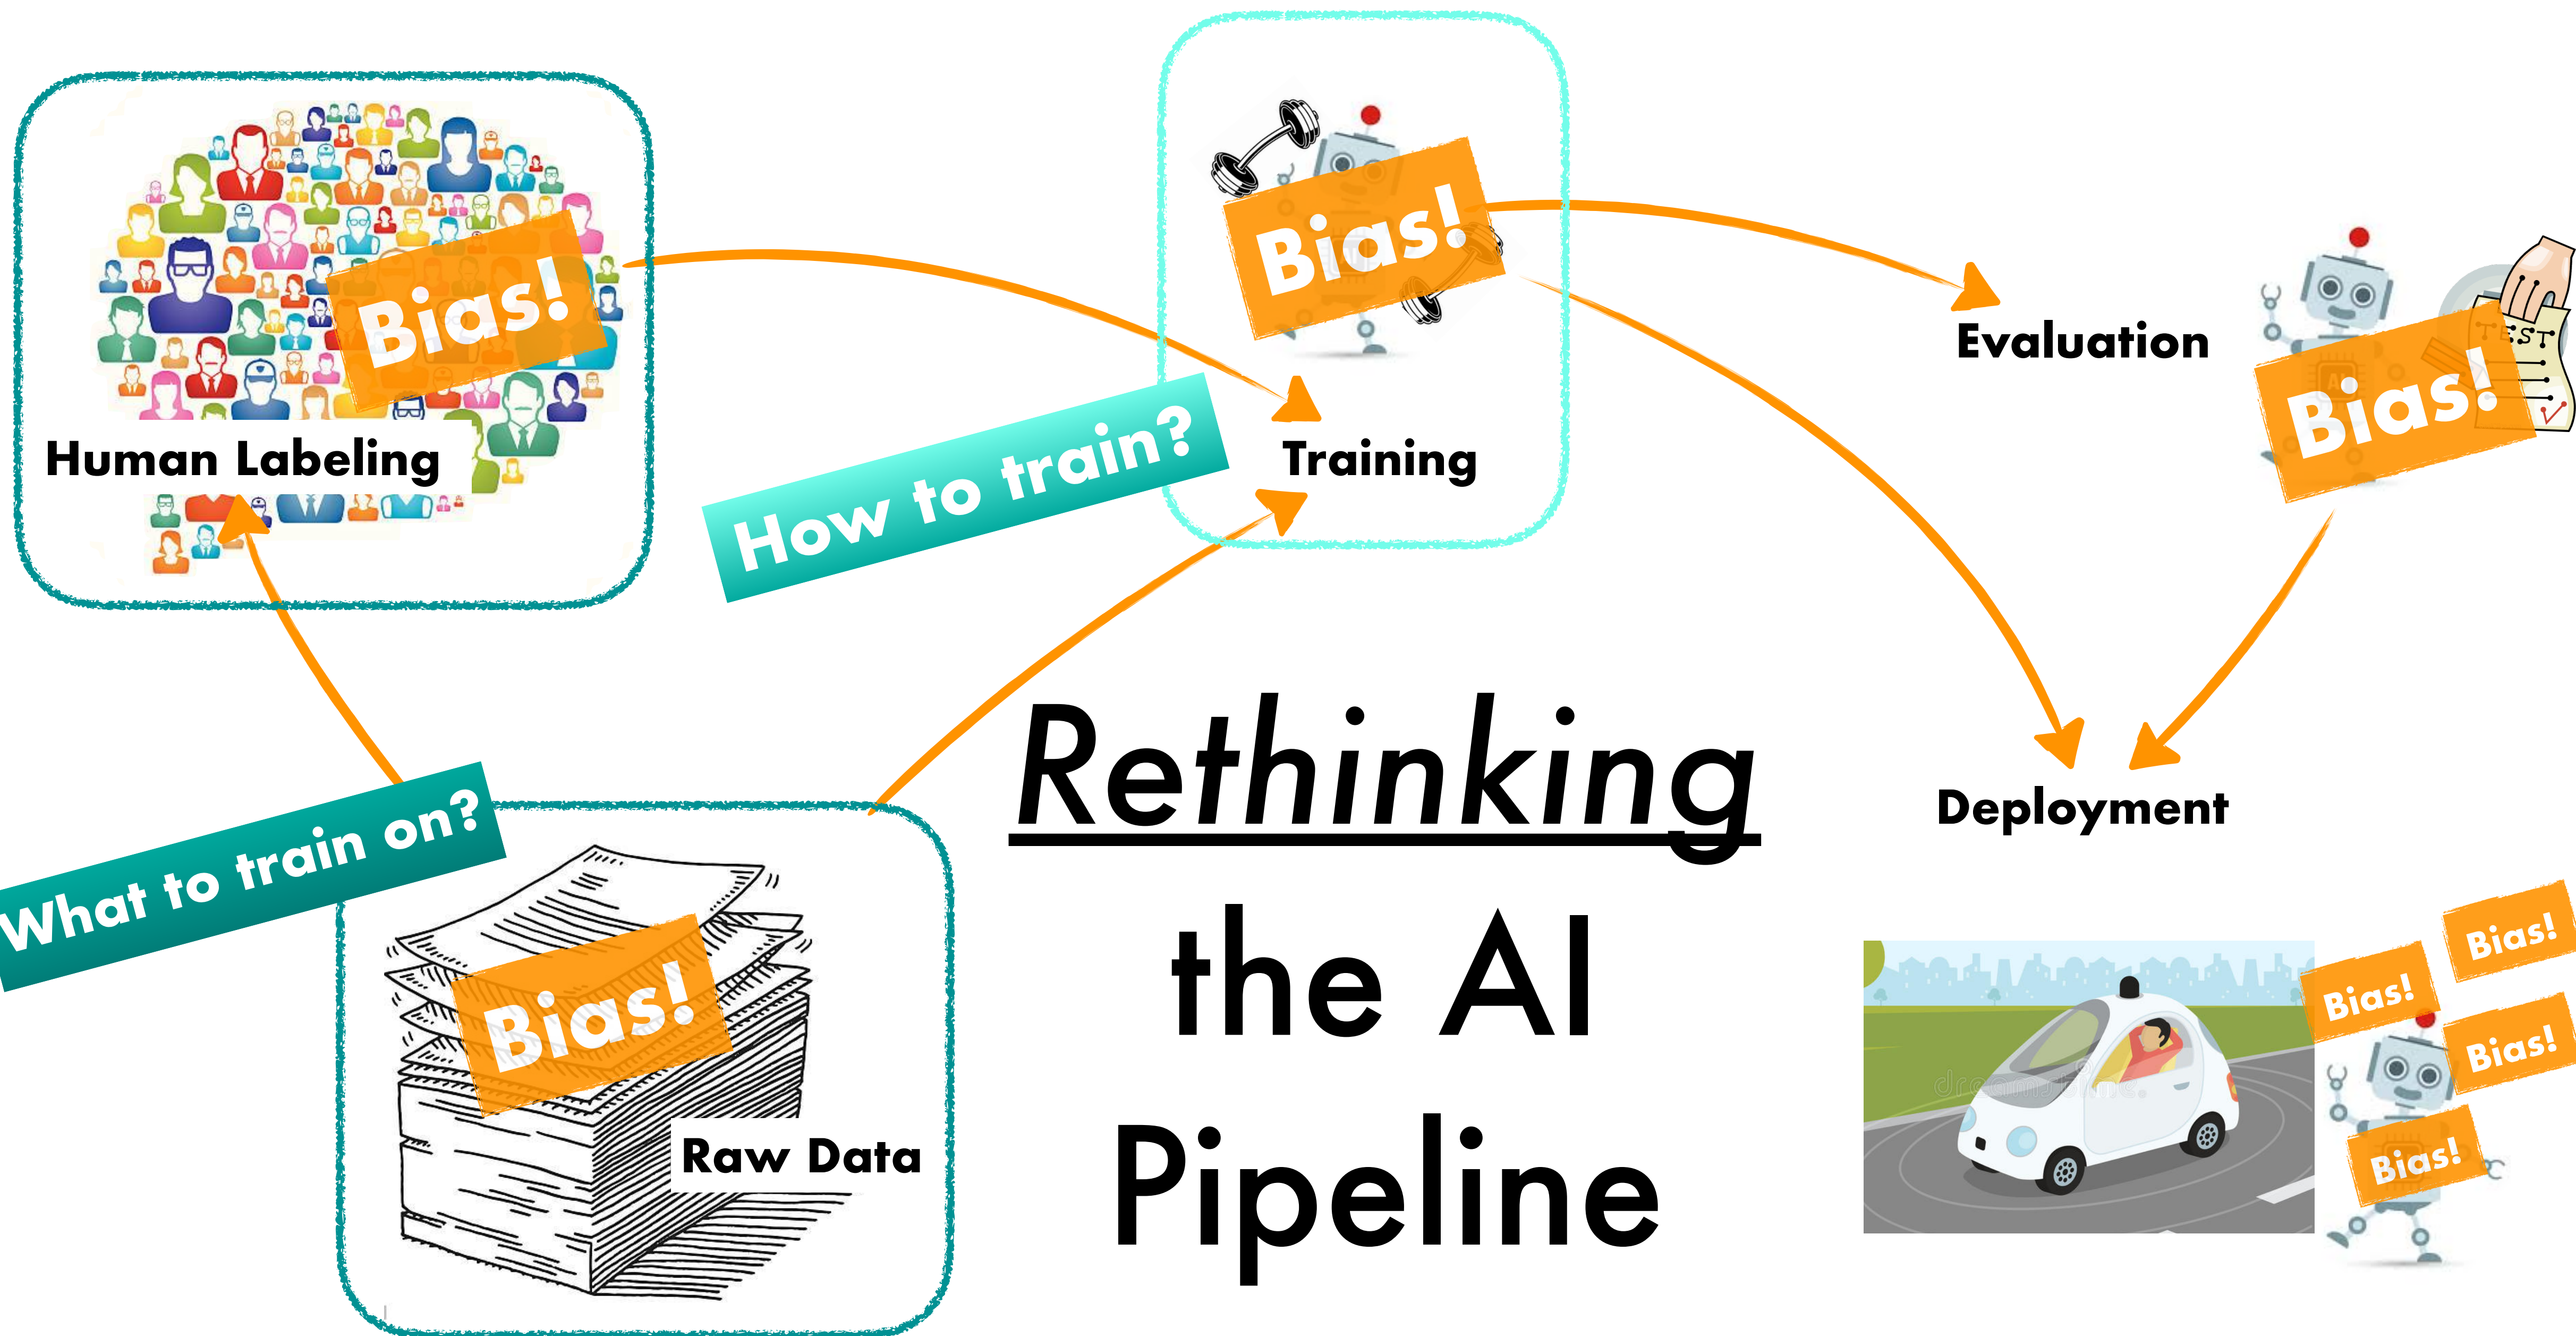 Bias!
Human Labeling
Bias!
How to train?
Training
Evaluation
TEST
Bias!
What to train on?
Bias!
Raw Data
Rethinking
the AI
Pipeline
Deployment
Bias!
Bias!
Bias!
Bias!